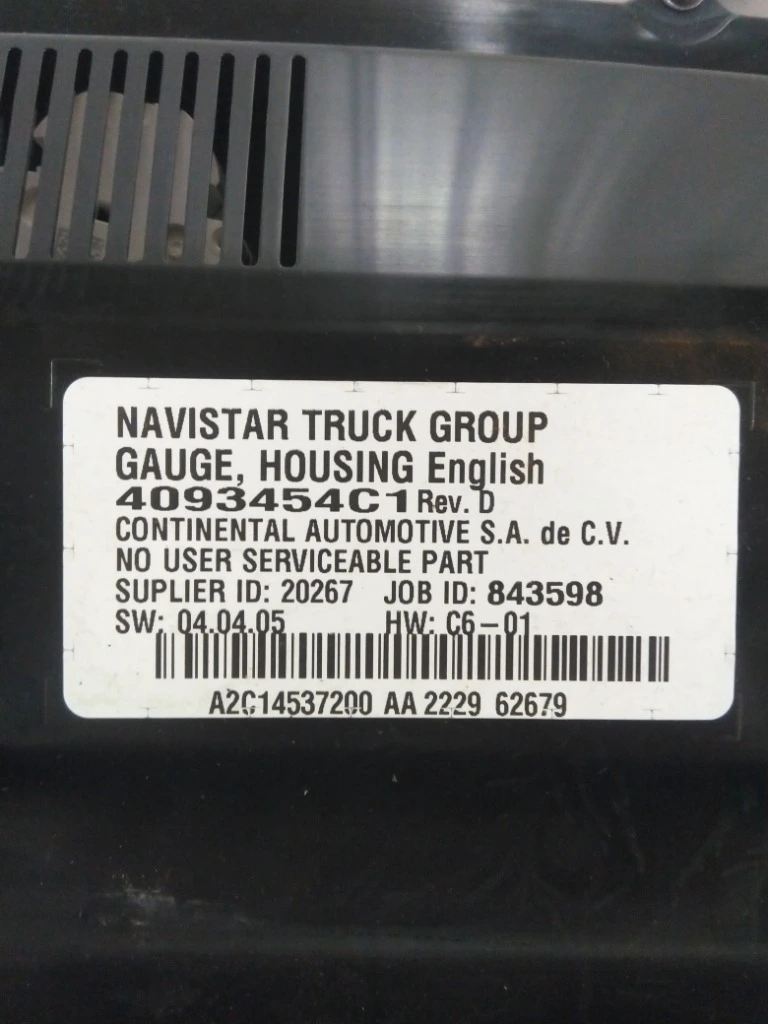 NAVISTAR TRUCK GROUP
GAUGE, HOUSING English
4093454C1 Rev. D
CONTINENTAL AUTOMOTIVE S.A. de C.V.
NO USER SERVICEABLE PART
SUPLIER ID: 20267 JOB ID: 843598
SW: 04.04.05 HW: C6-01
A2C14537200 AA 2229 62679